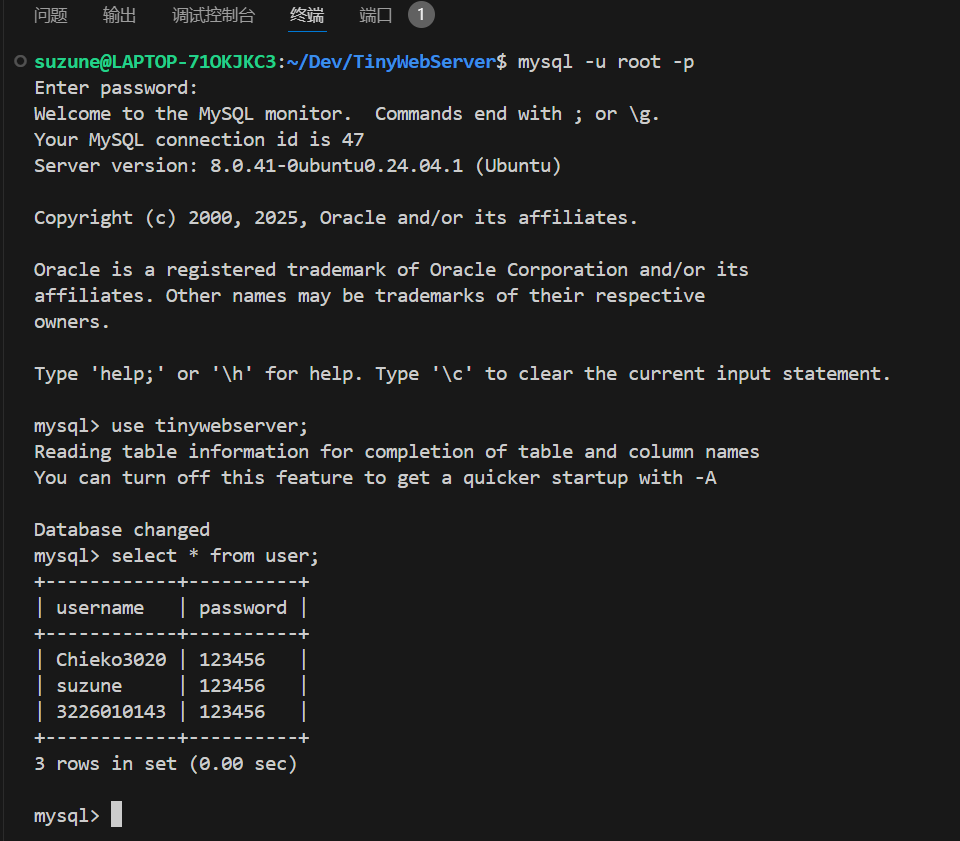 问题 输出 调试控制台 终端 端口 1
suzune@LAPTOP-71OKJKC3:~/Dev/TinyWebServer$ mysql -u root -p
Enter password:
Welcome to the MySQL monitor.  Commands end with ; or \g.
Your MySQL connection id is 47
Server version: 8.0.41-0ubuntu0.24.04.1 (Ubuntu)

Copyright (c) 2000, 2025, Oracle and/or its affiliates.

Oracle is a registered trademark of Oracle Corporation and/or its
affiliates. Other names may be trademarks of their respective
owners.

Type 'help;' or '\h' for help. Type '\c' to clear the current input statement.

mysql> use tinywebserver;
Reading table information for completion of table and column names
You can turn off this feature to get a quicker startup with -A

Database changed
mysql> select * from user;
+------------+----------+
| username   | password |
+------------+----------+
| Chieko3020 | 123456   |
| suzune     | 123456   |
| 3226010143 | 123456   |
+------------+----------+
3 rows in set (0.00 sec)

mysql>